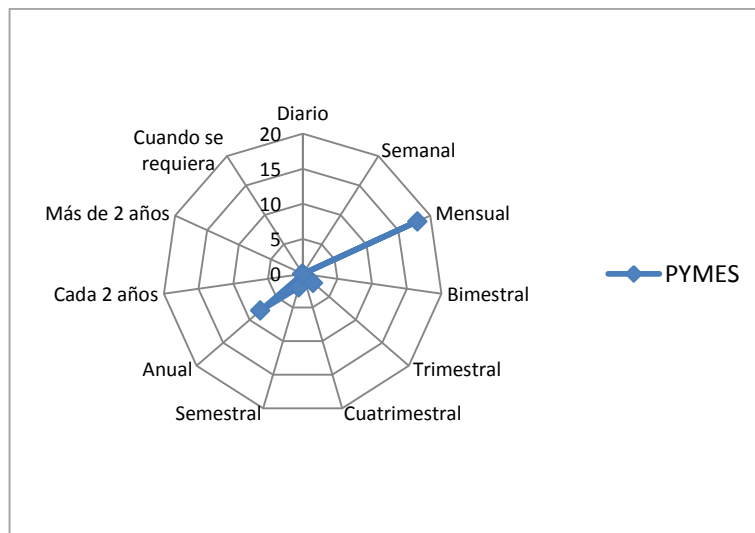 Diario
Semanal
Mensual
Bimestral
Trimestral
Cuatrimestral
Semestral
Anual
Cada 2 años
Más de 2 años
Cuando se
requiera
20
15
10
5
0
PYMES